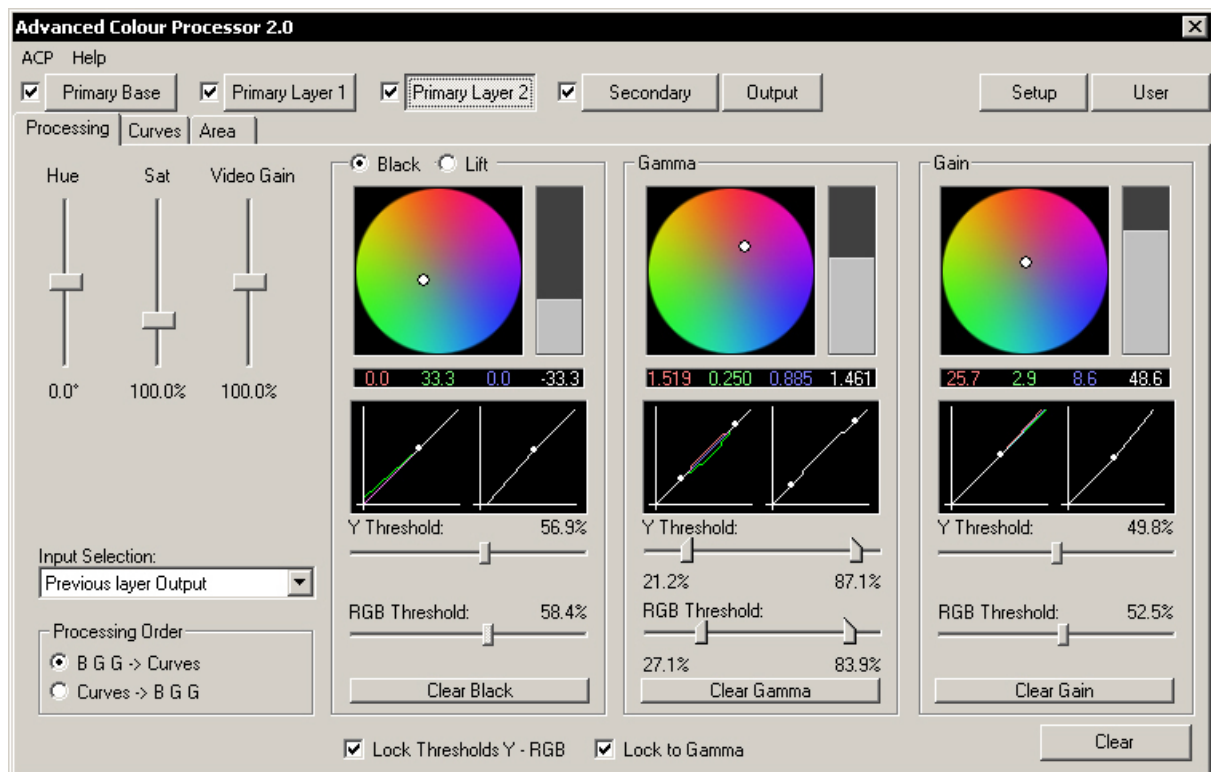 Advanced Colour Processor 2.0
ACP Help
Primary Base Primary Layer 1 Primary Layer 2 Secondary Output Setup User
Processing Curves Area
Hue Sat Video Gain
0.0° 100.0% 100.0%
Input Selection:
Previous layer Output
Processing Order
B G G -> Curves
Curves -> B G G
Black Lift
0.0 33.3 0.0 -33.3
Y Threshold: 56.9%
RGB Threshold: 58.4%
Clear Black
Gamma
1.519 0.250 0.885 1.461
Y Threshold:
21.2% 87.1%
RGB Threshold:
27.1% 83.9%
Clear Gamma
Gain
25.7 2.9 8.6 48.6
Y Threshold: 49.8%
RGB Threshold: 52.5%
Clear Gain
Lock Thresholds Y - RGB Lock to Gamma
Clear